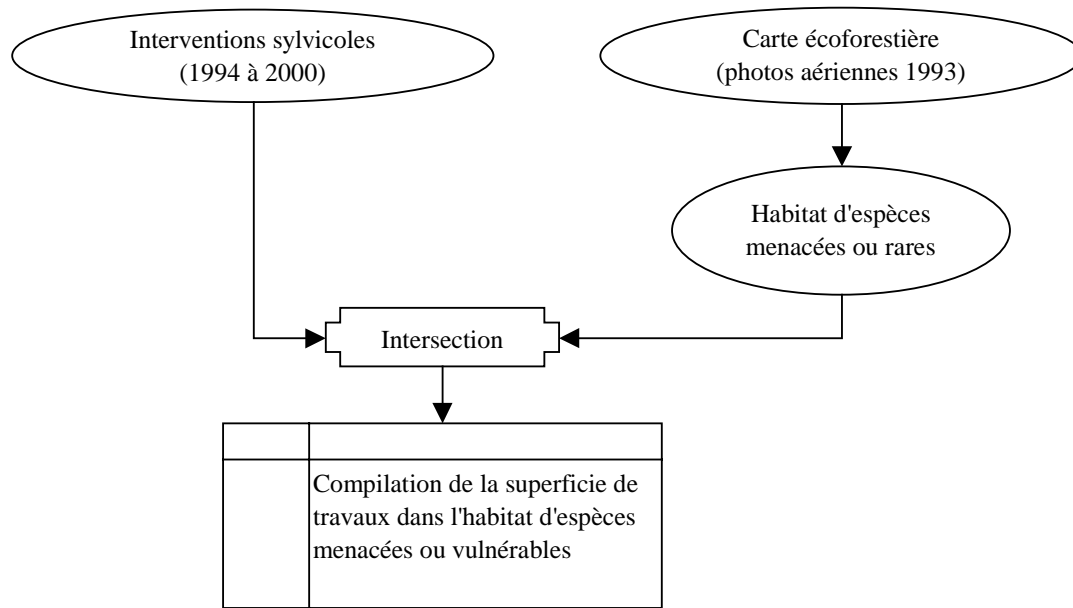 Interventions sylvicoles
(1994 à 2000)
Carte écoforestière
(photos aériennes 1993)
Habitat d'espèces
menacées ou rares
Intersection
Compilation de la superficie de
travaux dans l'habitat d'espèces
menacées ou vulnérables